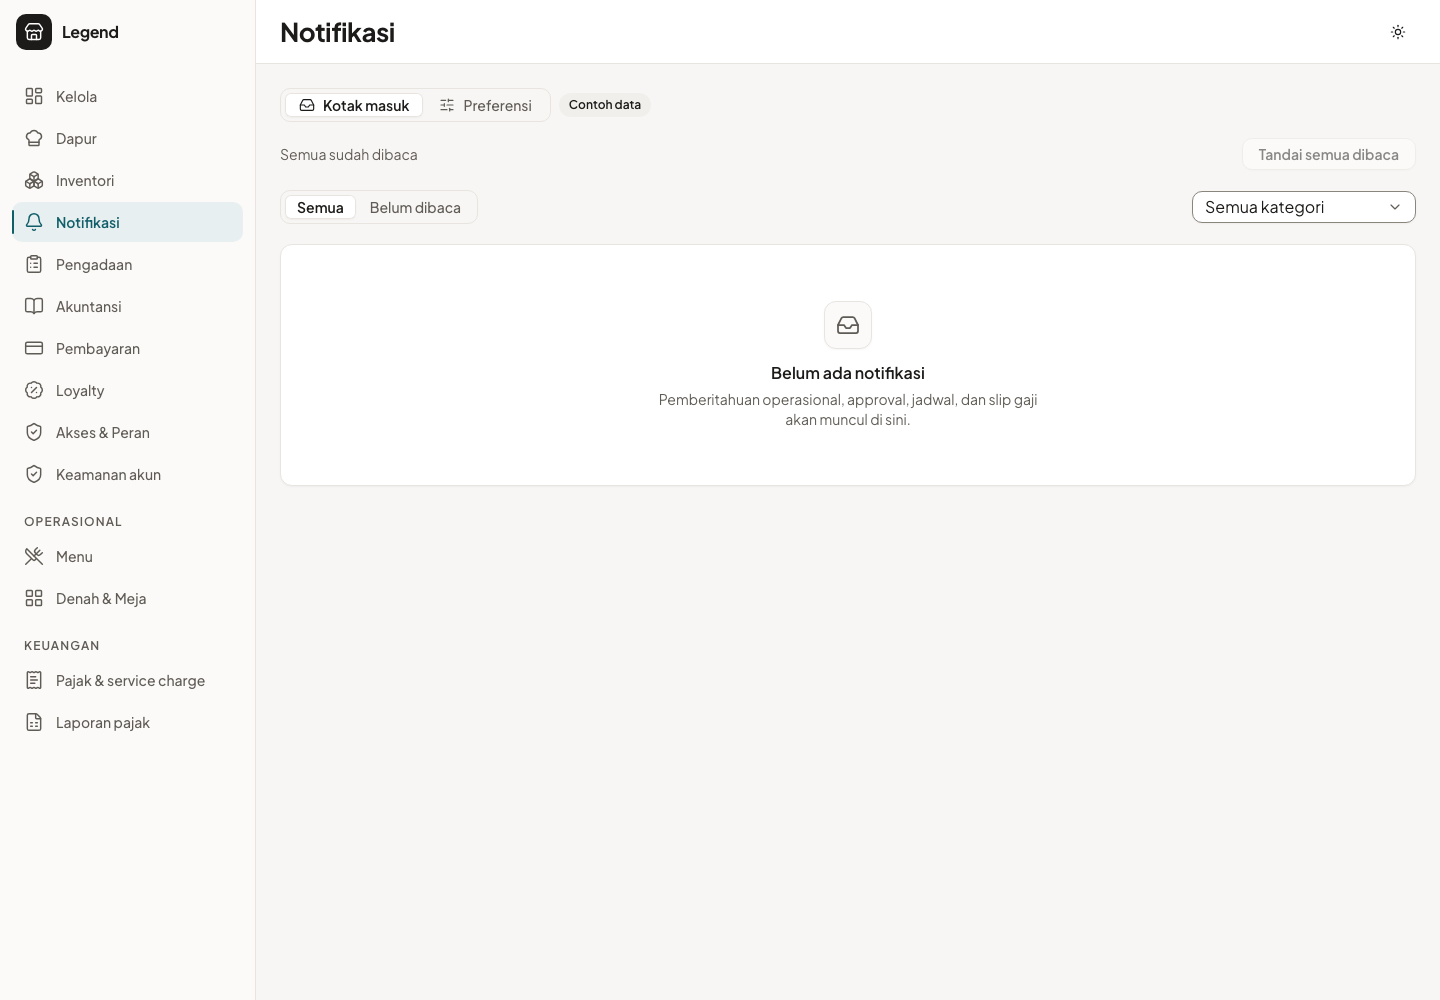 Legend
Kelola
Dapur
Inventori
Notifikasi
Pengadaan
Akuntansi
Pembayaran
Loyalty
Akses & Peran
Keamanan akun
OPERASIONAL
Menu
Denah & Meja
KEUANGAN
Pajak & service charge
Laporan pajak
Notifikasi
Kotak masuk
Preferensi
Contoh data
Semua sudah dibaca
Tandai semua dibaca
Semua
Belum dibaca
Semua kategori
Belum ada notifikasi
Pemberitahuan operasional, approval, jadwal, dan slip gaji
akan muncul di sini.